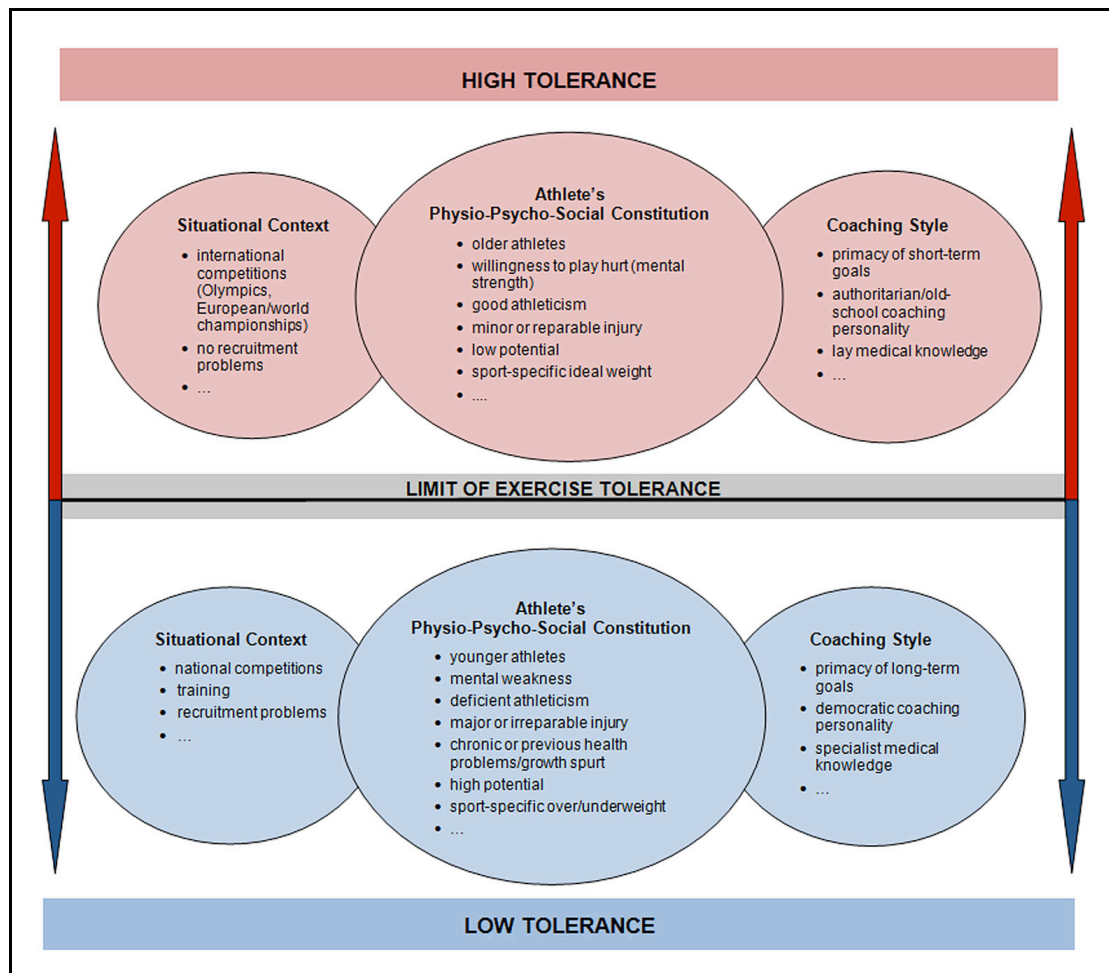 HIGH TOLERANCE
Situational Context
• international
competitions
(Olympics,
European/world
championships)
• no recruitment
problems
• ...
Athlete's
Physio-Psycho-Social Constitution
• older athletes
• willingness to play hurt (mental
strength)
• good athleticism
• minor or reparable injury
• low potential
• sport-specific ideal weight
• ....
Coaching Style
• primacy of short-term
goals
• authoritarian/old-
school coaching
personality
• lay medical knowledge
• ...
LIMIT OF EXERCISE TOLERANCE
Situational Context
• national competitions
• training
• recruitment problems
• ...
Athlete's
Physio-Psycho-Social Constitution
• younger athletes
• mental weakness
• deficient athleticism
• major or irreparable injury
• chronic or previous health
problems/growth spurt
• high potential
• sport-specific over/underweight
• ...
Coaching Style
• primacy of long-term
goals
• democratic coaching
personality
• specialist medical
knowledge
• ...
LOW TOLERANCE